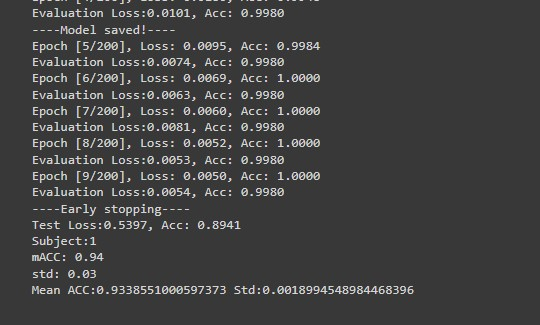 Evaluation Loss:0.0101, Acc: 0.9980
----Model saved!----
Epoch [5/200], Loss: 0.0095, Acc: 0.9984
Evaluation Loss:0.0074, Acc: 0.9980
Epoch [6/200], Loss: 0.0069, Acc: 1.0000
Evaluation Loss:0.0063, Acc: 0.9980
Epoch [7/200], Loss: 0.0060, Acc: 1.0000
Evaluation Loss:0.0081, Acc: 0.9980
Epoch [8/200], Loss: 0.0052, Acc: 1.0000
Evaluation Loss:0.0053, Acc: 0.9980
Epoch [9/200], Loss: 0.0050, Acc: 1.0000
Evaluation Loss:0.0054, Acc: 0.9980
----Early stopping----
Test Loss:0.5397, Acc: 0.8941
Subject:1
mACC: 0.94
std: 0.03
Mean ACC:0.9338551000597373 Std:0.0018994548984468396